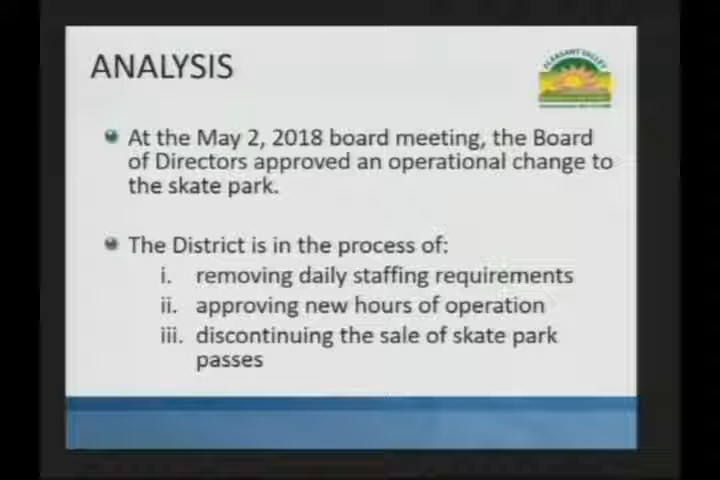 ANALYSIS
PLEASANT VALLEY
At the May 2, 2018 board meeting, the Board
of Directors approved an operational change to
the skate park.
The District is in the process of:
i. removing daily staffing requirements
ii. approving new hours of operation
iii. discontinuing the sale of skate park
passes